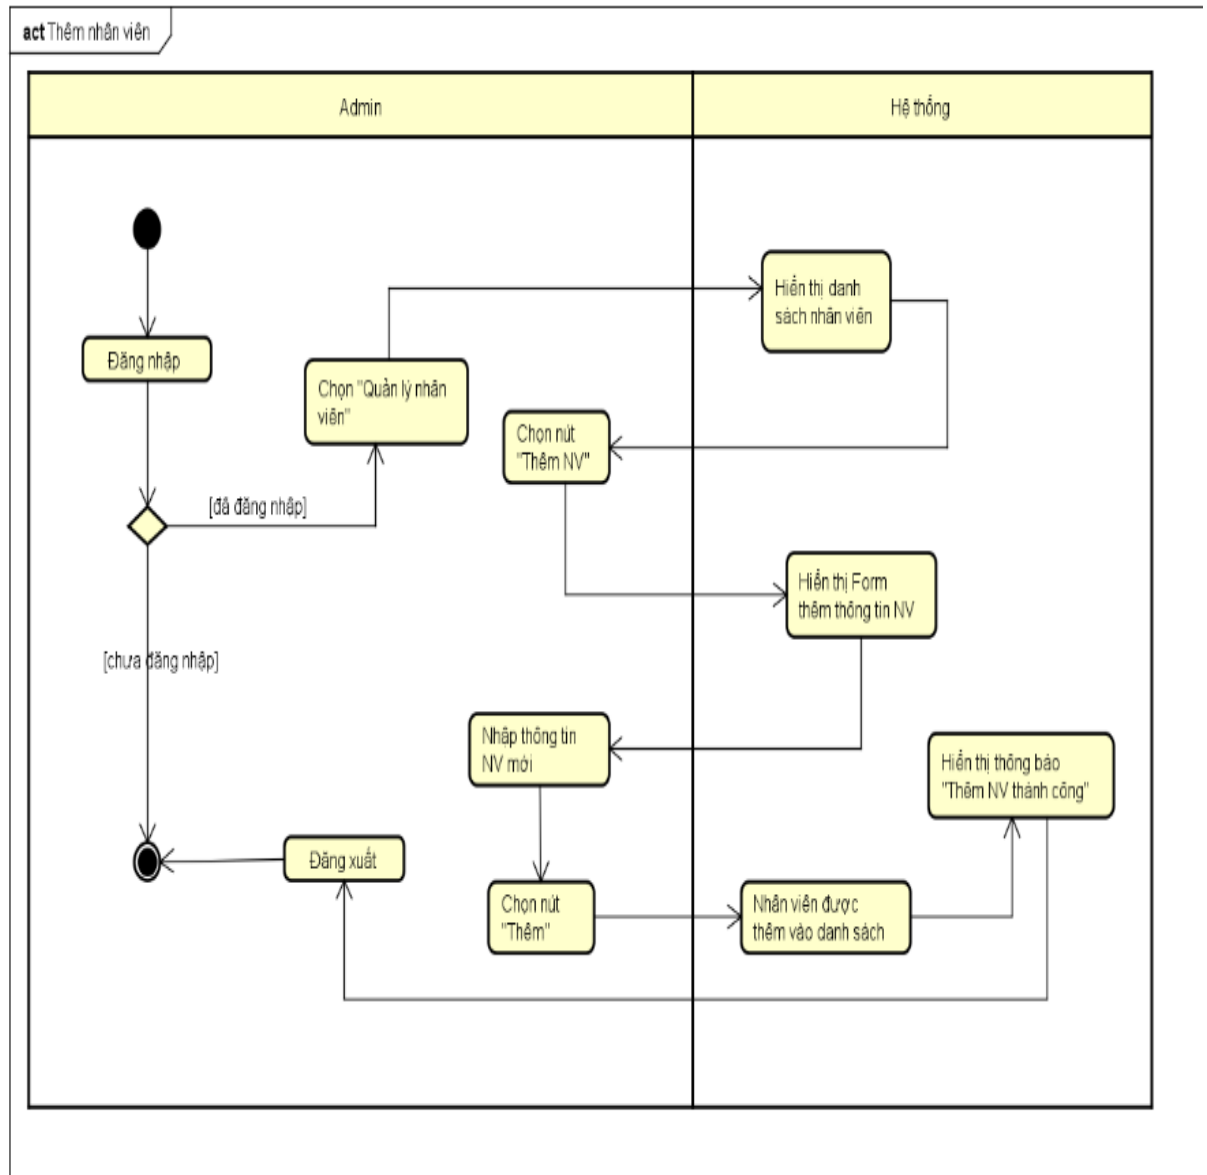 act Thêm nhân viên
Admin
Hệ thống
Đăng nhập
Chọn "Quản lý nhân
viên"
Hiển thị danh
sách nhân viên
Chọn nút
"Thêm NV"
[đã đăng nhập]
Hiển thị Form
thêm thông tin NV
[chưa đăng nhập]
Nhập thông tin
NV mới
Hiển thị thông báo
"Thêm NV thành công"
Đăng xuất
Chọn nút
"Thêm"
Nhân viên được
thêm vào danh sách